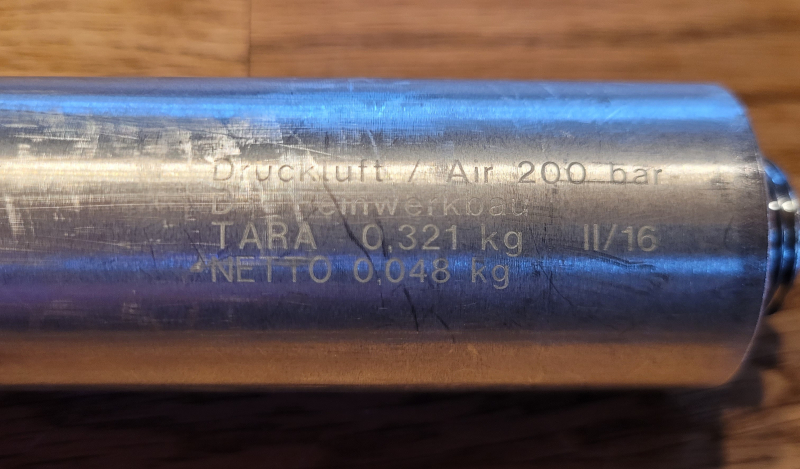 Druckluft / Air 200 bar
TARA 0,321 kg II/16
NETTO 0,048 kg